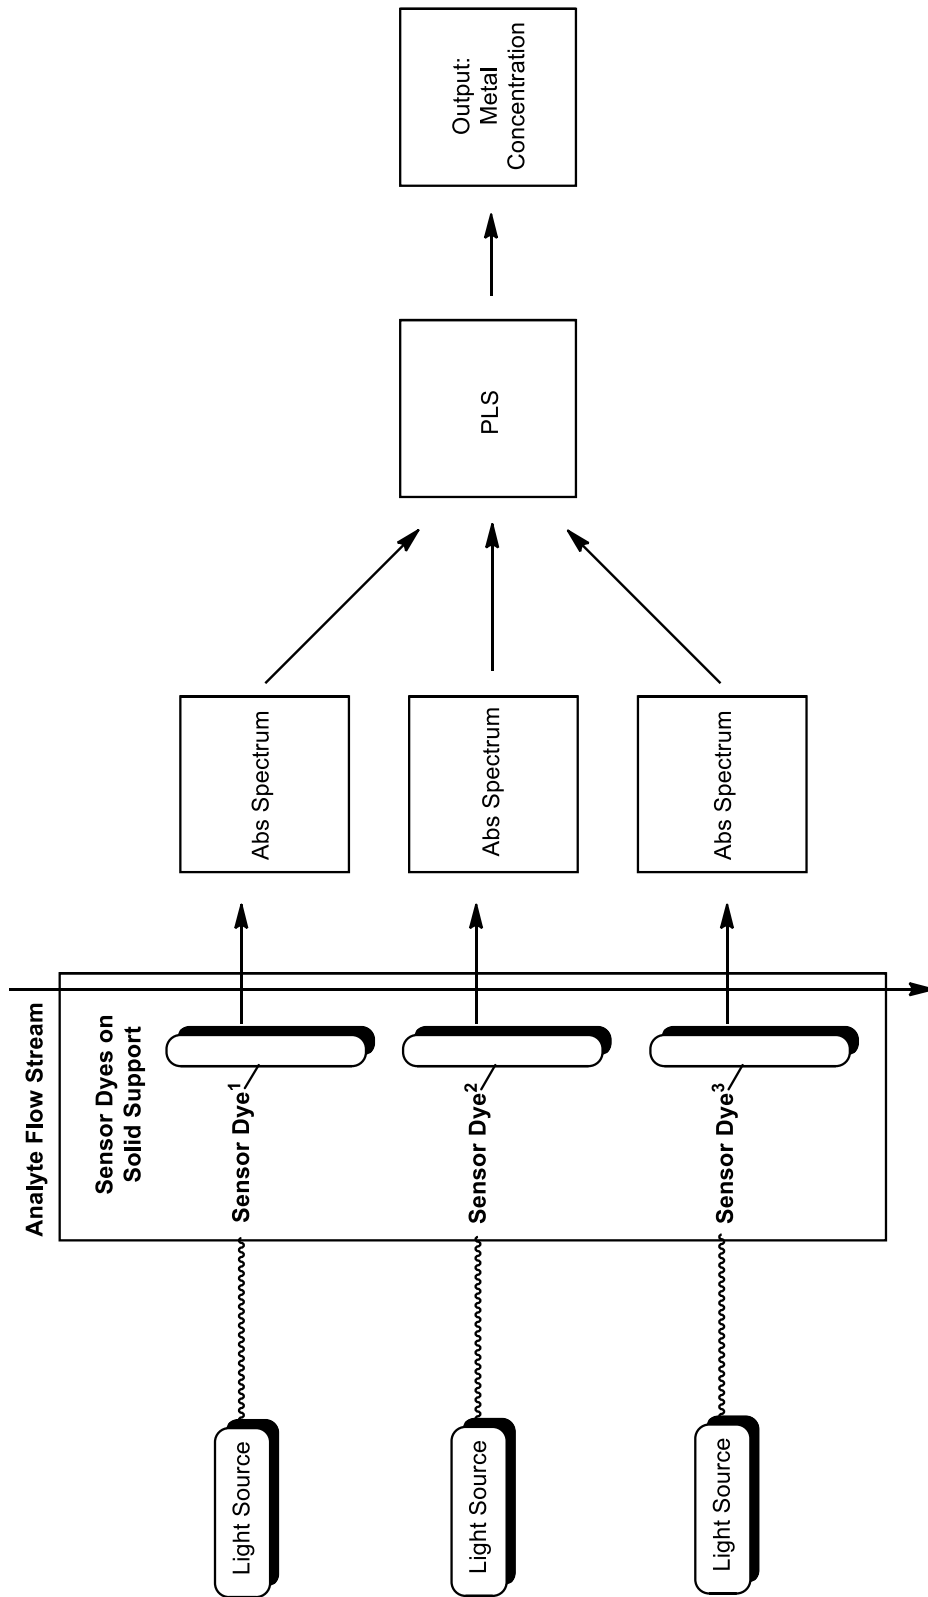 Analyte Flow Stream
Sensor Dyes on
Solid Support
Light Source
Sensor Dye1
Abs Spectrum
Light Source
Sensor Dye2
Abs Spectrum
Light Source
Sensor Dye3
Abs Spectrum
PLS
Output:
Metal
Concentration